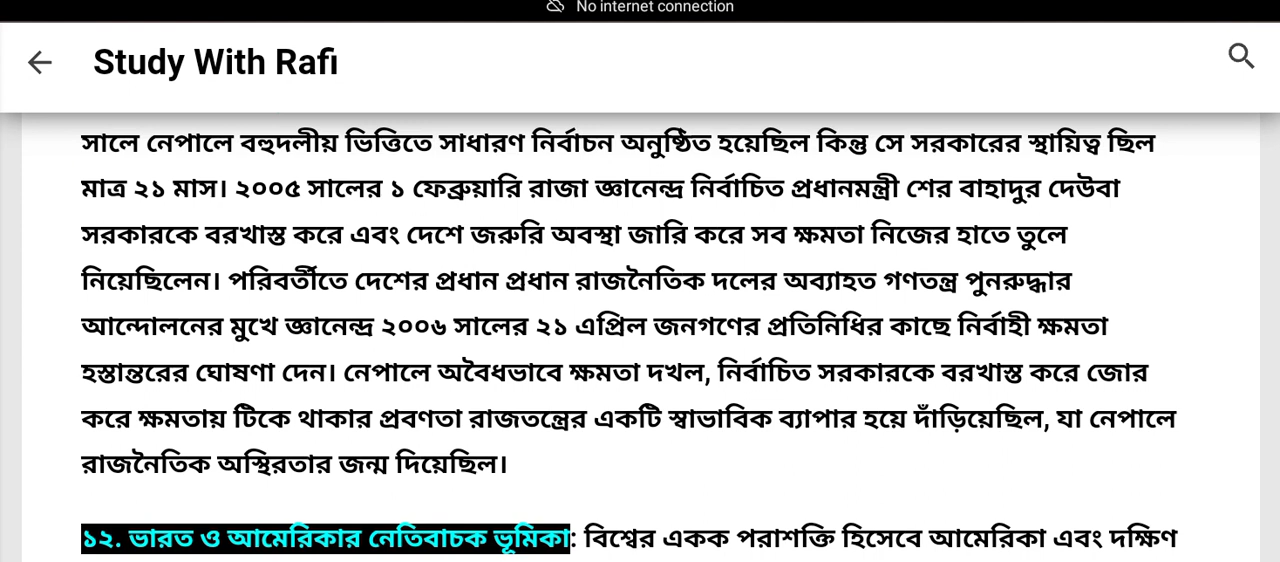 No internet connection
Study With Rafi
সালে নেপালে বহুদলীয় ভিত্তিতে সাধারণ নির্বাচন অনুষ্ঠিত হয়েছিল কিন্তু সে সরকারের স্থায়িত্ব ছিল
মাত্র ২১ মাস। ২০০৫ সালের ১ ফেব্রুয়ারি রাজা জ্ঞানেন্দ্র নির্বাচিত প্রধানমন্ত্রী শের বাহাদুর দেউবা
সরকারকে বরখাস্ত করে এবং দেশে জরুরি অবস্থা জারি করে সব ক্ষমতা নিজের হাতে তুলে
নিয়েছিলেন। পরিবর্তীতে দেশের প্রধান প্রধান রাজনৈতিক দলের অব্যাহত গণতন্ত্র পুনরুদ্ধার
আন্দোলনের মুখে জ্ঞানেন্দ্র ২০০৬ সালের ২১ এপ্রিল জনগণের প্রতিনিধির কাছে নির্বাহী ক্ষমতা
হস্তান্তরের ঘোষণা দেন। নেপালে অবৈধভাবে ক্ষমতা দখল, নির্বাচিত সরকারকে বরখাস্ত করে জোর
করে ক্ষমতায় টিকে থাকার প্রবণতা রাজতন্ত্রের একটি স্বাভাবিক ব্যাপার হয়ে দাঁড়িয়েছিল, যা নেপালে
রাজনৈতিক অস্থিরতার জন্ম দিয়েছিল।
১২. ভারত ও আমেরিকার নেতিবাচক ভূমিকা: বিশ্বের একক পরাশক্তি হিসেবে আমেরিকা এবং দক্ষিণ